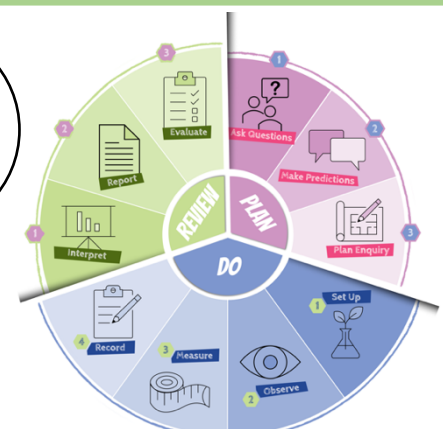 PLAN
1
Ask Questions
2
Make Predictions
3
Plan Enquiry
DO
1
Set Up
2
Observe
3
Measure
4
Record
REVIEW
1
Interpret
2
Report
3
Evaluate
?